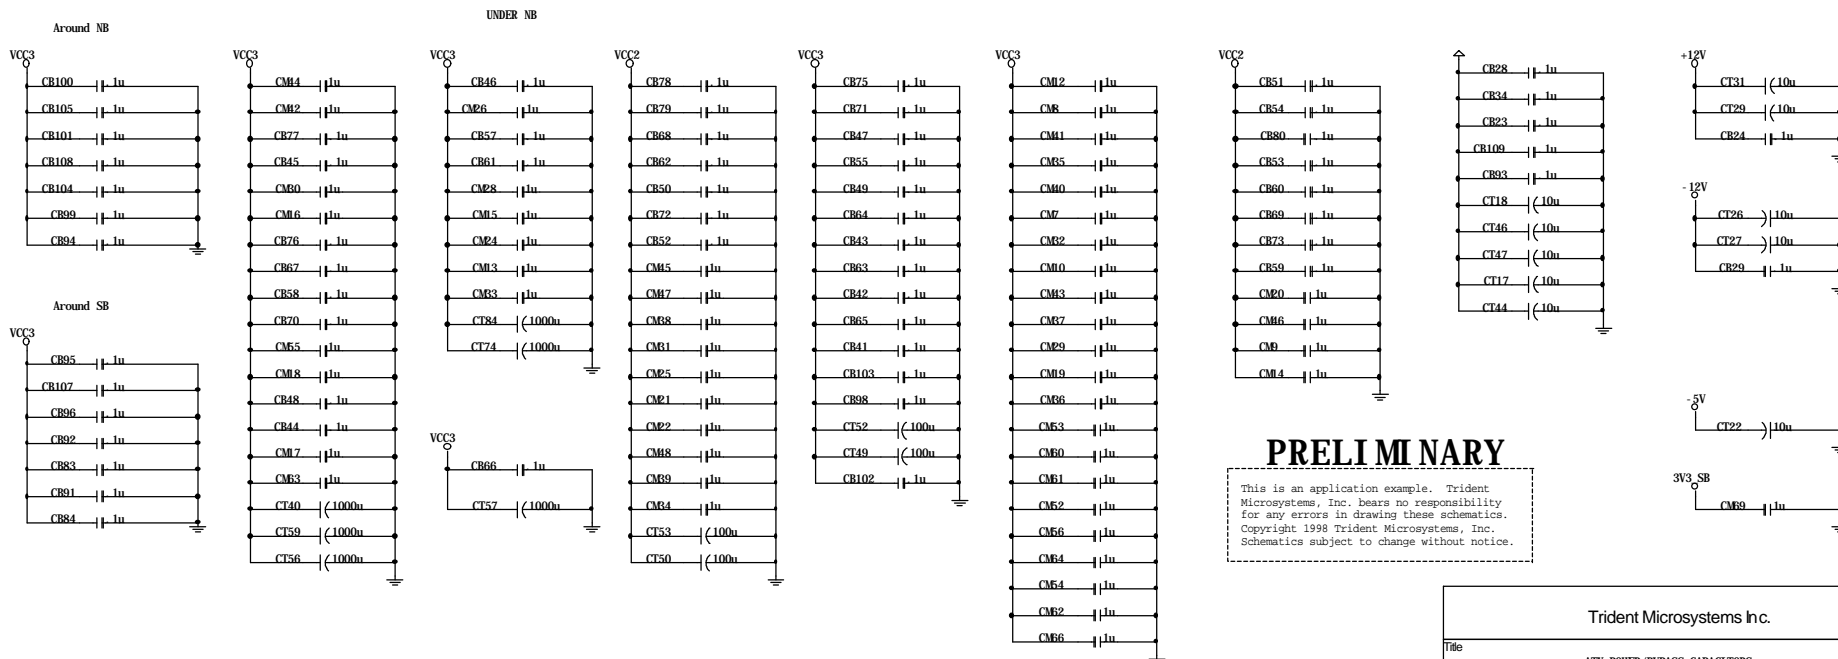 Around NB
VCC3
CB100 .1u
CB105 .1u
CB101 .1u
CB108 .1u
CB104 .1u
CB99 .1u
CB94 .1u
Around SB
VCC3
CB95 .1u
CB107 .1u
CB96 .1u
CB92 .1u
CB83 .1u
CB91 .1u
CB84 .1u
VCC3
CM44 1u
CM42 1u
CB77 .1u
CB45 .1u
CM30 1u
CM16 1u
CB76 .1u
CB67 .1u
CB58 .1u
CB70 .1u
CM55 1u
CM18 1u
CB48 .1u
CB44 .1u
CM17 1u
CM63 1u
CT40 1000u
CT59 1000u
CT56 1000u
UNDER NB
VCC3
CB46 .1u
CM26 1u
CB57 .1u
CB61 .1u
CM28 1u
CM15 1u
CM24 1u
CM13 1u
CM33 1u
CT84 1000u
CT74 1000u
VCC3
CB66 .1u
CT57 1000u
VCC2
CB78 .1u
CB79 .1u
CB68 .1u
CB62 .1u
CB50 .1u
CB72 .1u
CB52 .1u
CM45 1u
CM47 1u
CM38 1u
CM31 1u
CM25 1u
CM21 1u
CM22 1u
CM48 1u
CM39 1u
CM34 1u
CT53 100u
CT50 100u
VCC3
CB75 .1u
CB71 .1u
CB47 .1u
CB55 .1u
CB49 .1u
CB64 .1u
CB43 .1u
CB63 .1u
CB42 .1u
CB65 .1u
CB41 .1u
CB103 .1u
CB98 .1u
CT52 100u
CT49 100u
CB102 .1u
VCC3
CM12 1u
CM8 1u
CM41 1u
CM35 1u
CM40 1u
CM7 1u
CM32 1u
CM10 1u
CM43 1u
CM37 1u
CM29 1u
CM19 1u
CM36 1u
CM53 1u
CM60 1u
CM61 1u
CM52 1u
CM56 1u
CM64 1u
CM54 1u
CM62 1u
CM66 1u
VCC2
CB51 .1u
CB54 .1u
CB80 .1u
CB53 .1u
CB60 .1u
CB69 .1u
CB73 .1u
CB59 .1u
CM20 1u
CM46 1u
CM9 1u
CM14 1u
CB28 .1u
CB34 .1u
CB23 .1u
CB109 .1u
CB93 .1u
CT18 10u
CT46 10u
CT47 10u
CT17 10u
CT44 10u
+12V
CT31 10u
CT29 10u
CB24 .1u
-12V
CT26 10u
CT27 10u
CB29 .1u
-5V
CT22 10u
3V3_SB
CM69 1u
PRELIMINARY
This is an application example. Trident
Microsystems, Inc. bears no responsibility
for any errors in drawing these schematics.
Copyright 1998 Trident Microsystems, Inc.
Schematics subject to change without notice.
Trident Microsystems Inc.
Title